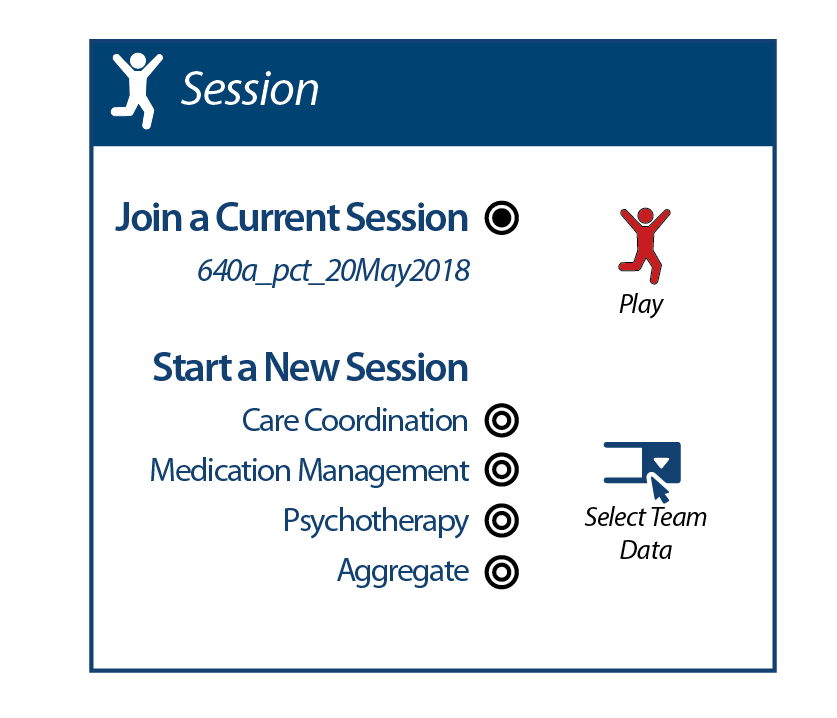 Session
Join a Current Session
640a_pct_20May2018
Play
Start a New Session
Care Coordination
Medication Management
Psychotherapy
Aggregate
Select Team
Data